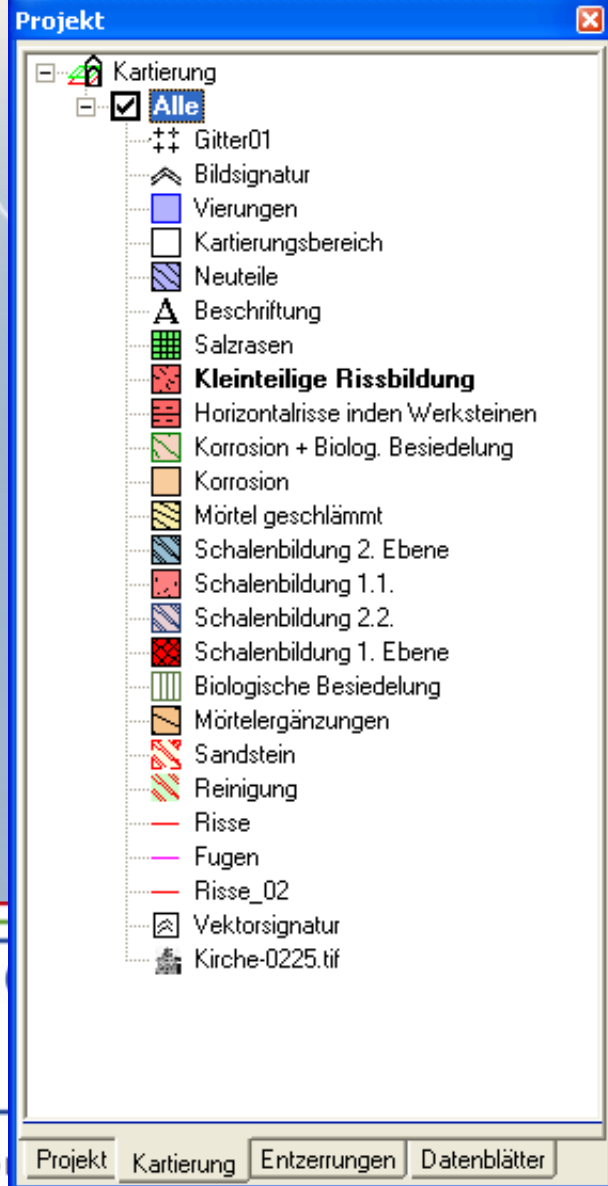 Projekt
Kartierung
Alle
Gitter01
Bildsignatur
Vierungen
Kartierungsbereich
Neuteile
A Beschriftung
Salzrasen
Kleinteilige Rissbildung
Horizontalrisse inden Werksteinen
Korrosion + Biolog. Besiedelung
Korrosion
Mörtel geschlämmt
Schalenbildung 2. Ebene
Schalenbildung 1.1.
Schalenbildung 2.2.
Schalenbildung 1. Ebene
Biologische Besiedelung
Mörtelergänzungen
Sandstein
Reinigung
Risse
Fugen
Risse_02
Vektorsignatur
Kirche-0225.tif
Projekt Kartierung Entzerrungen Datenblätter